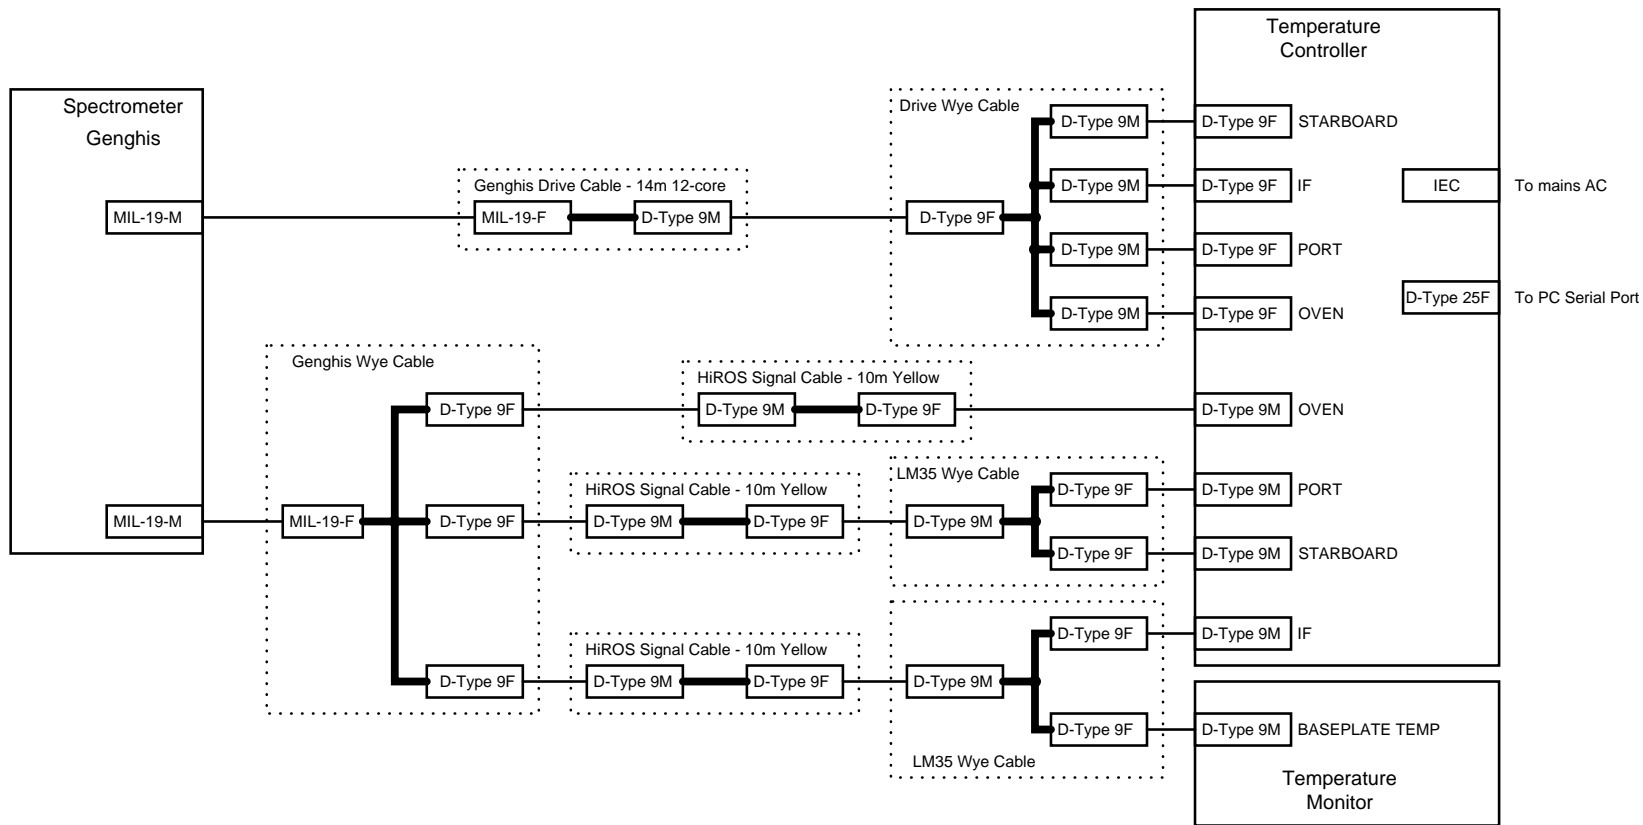 Temperature
Controller
Spectrometer
Genghis
Drive Wye Cable
D-Type 9M
D-Type 9F
STARBOARD
Genghis Drive Cable - 14m 12-core
D-Type 9M
D-Type 9F
IF
IEC
To mains AC
MIL-19-M
MIL-19-F
D-Type 9M
D-Type 9F
D-Type 9M
D-Type 9F
PORT
D-Type 25F
To PC Serial Port
D-Type 9M
D-Type 9F
OVEN
Genghis Wye Cable
HiROS Signal Cable - 10m Yellow
D-Type 9F
D-Type 9M
D-Type 9F
D-Type 9M
OVEN
LM35 Wye Cable
HiROS Signal Cable - 10m Yellow
D-Type 9F
D-Type 9M
PORT
MIL-19-M
MIL-19-F
D-Type 9F
D-Type 9M
D-Type 9F
D-Type 9M
D-Type 9F
D-Type 9M
STARBOARD
HiROS Signal Cable - 10m Yellow
D-Type 9F
D-Type 9M
IF
D-Type 9F
D-Type 9M
D-Type 9F
D-Type 9M
D-Type 9F
D-Type 9M
BASEPLATE TEMP
LM35 Wye Cable
Temperature
Monitor